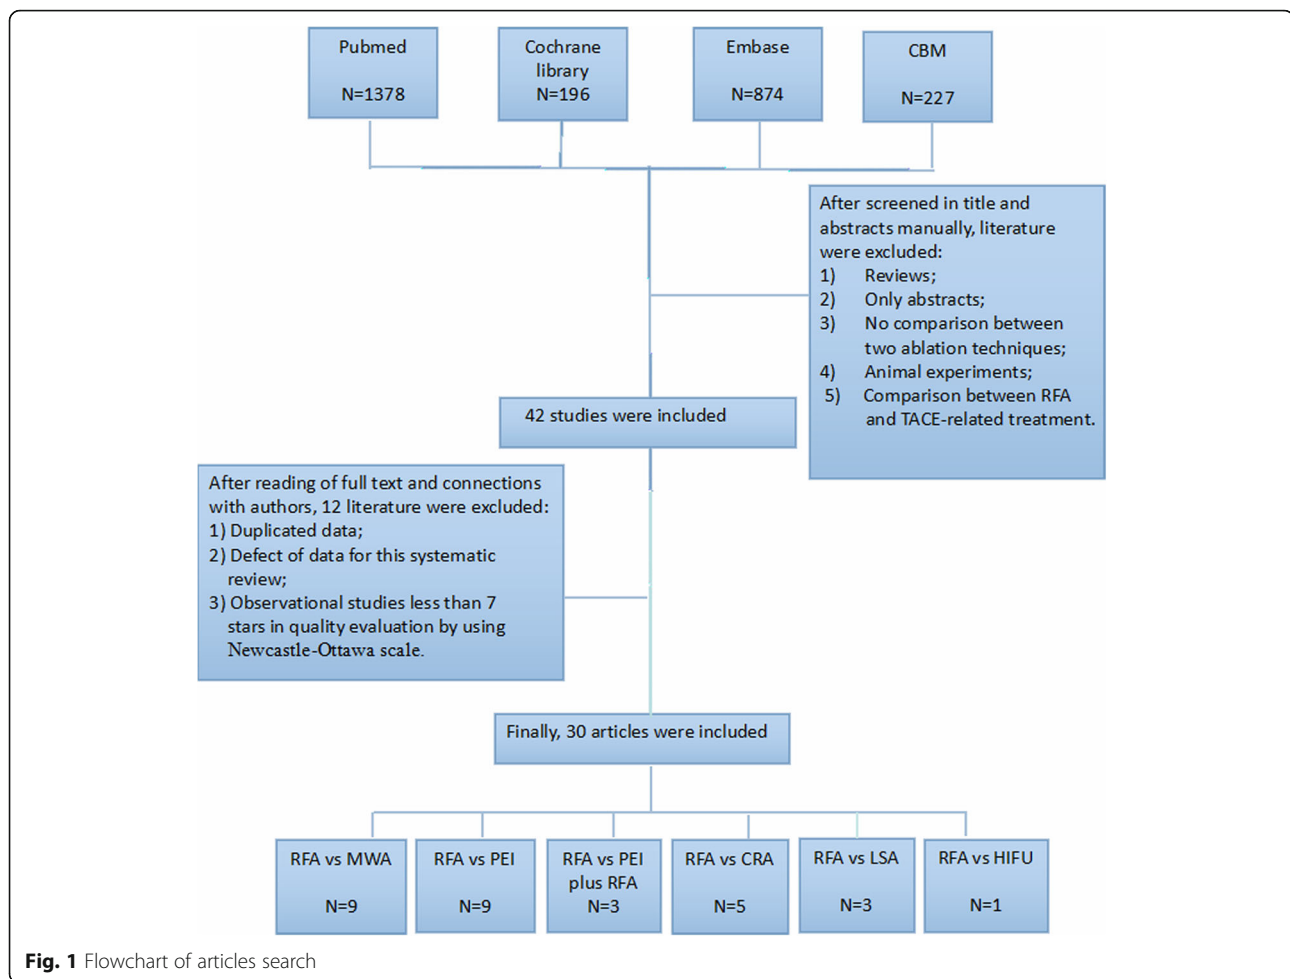 Pubmed
N=1378
Cochrane
library
N=196
Embase
N=874
CBM
N=227
After screened in title and
abstracts manually, literature
were excluded:
1) Reviews;
2) Only abstracts;
3) No comparison between
two ablation techniques;
4) Animal experiments;
5) Comparison between RFA
and TACE-related treatment.
42 studies were included
After reading of full text and connections
with authors, 12 literature were excluded:
1) Duplicated data;
2) Defect of data for this systematic
review;
3) Observational studies less than 7
stars in quality evaluation by using
Newcastle-Ottawa scale.
Finally, 30 articles were included
RFA vs MWA
N=9
RFA vs PEI
N=9
RFA vs PEI
plus RFA
N=3
RFA vs CRA
N=5
RFA vs LSA
N=3
RFA vs HIFU
N=1
Fig. 1 Flowchart of articles search